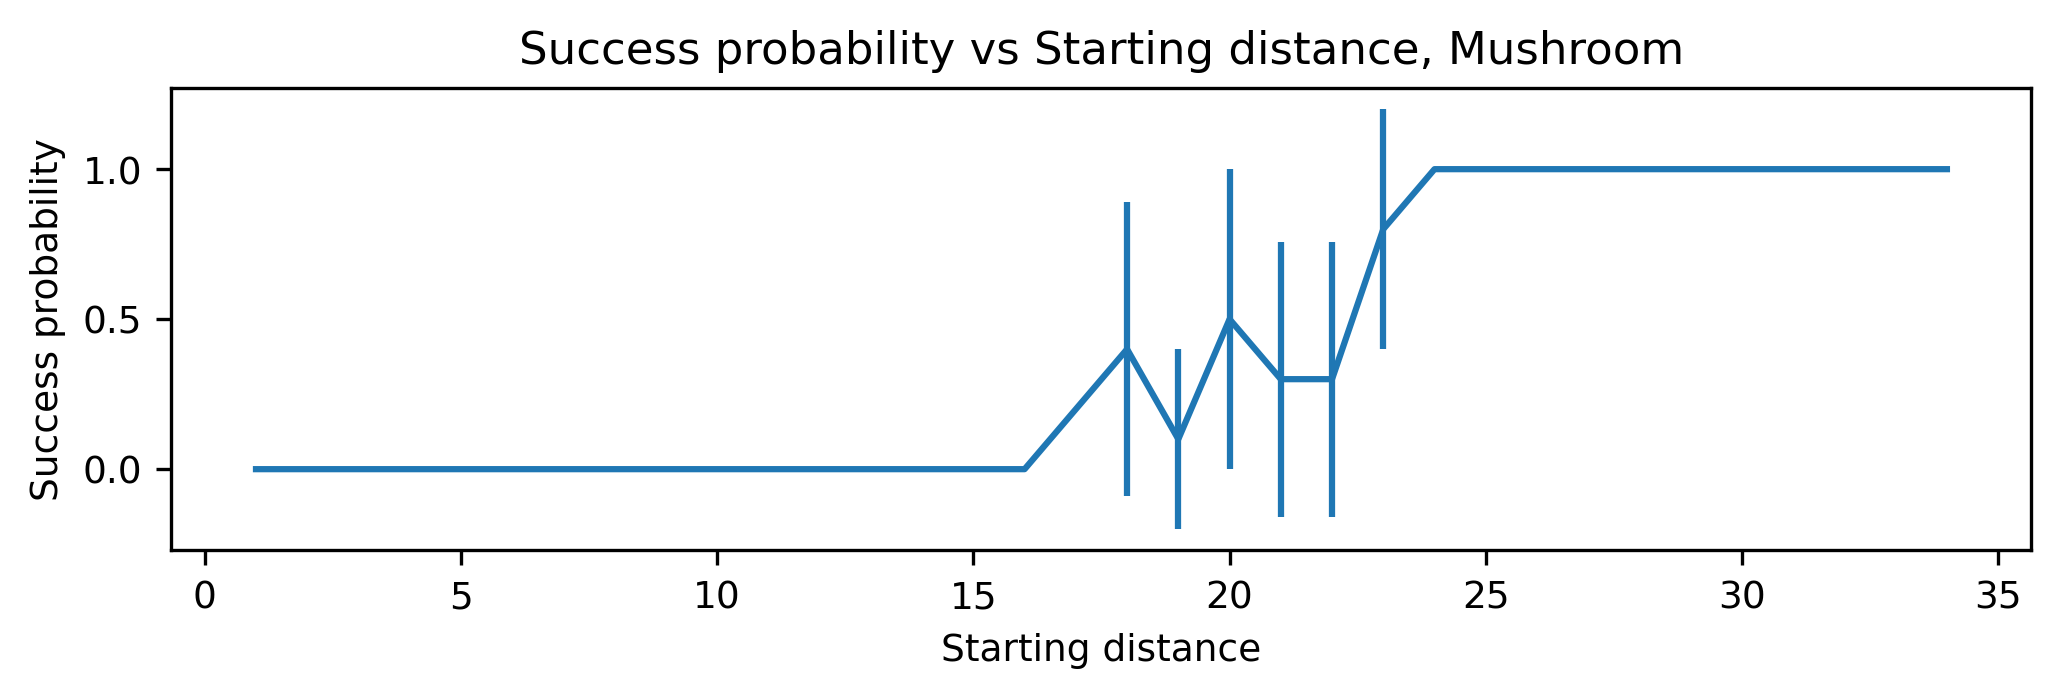 Success probability vs Starting distance, Mushroom
Success probability
1.0
0.5
0.0
0 5 10 15 20 25 30 35
Starting distance